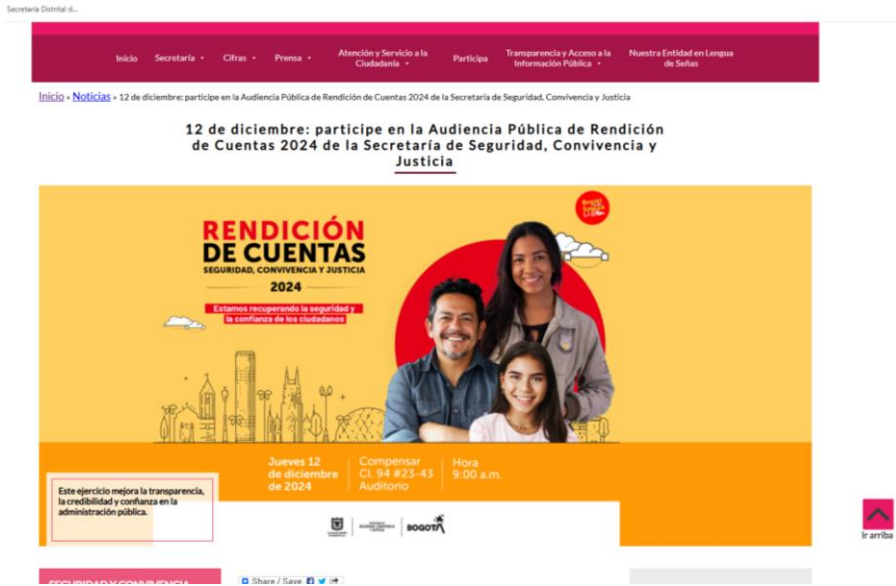 Secretaría Distrital d...
Inicio Secretaría Cifras Prensa Atención y Servicio a la Ciudadanía Participa Transparencia y Acceso a la Información Pública Nuestra Entidad en Lengua de Señas
Inicio » Noticias » 12 de diciembre: participe en la Audiencia Pública de Rendición de Cuentas 2024 de la Secretaría de Seguridad, Convivencia y Justicia
12 de diciembre: participe en la Audiencia Pública de Rendición
de Cuentas 2024 de la Secretaría de Seguridad, Convivencia y
Justicia
RENDICIÓN
DE CUENTAS
SEGURIDAD, CONVIVENCIA Y JUSTICIA
2024
Estamos recuperando la seguridad y
la confianza de los ciudadanos
Jueves 12
de diciembre
de 2024
Compensar
Cl. 94 #23-43
Auditorio
Hora
9:00 a.m.
Este ejercicio mejora la transparencia,
la credibilidad y confianza en la
administración pública.
BOGOTÁ
Ir arriba
SEGURIDAD Y CONVIVENCIA
Share / Save